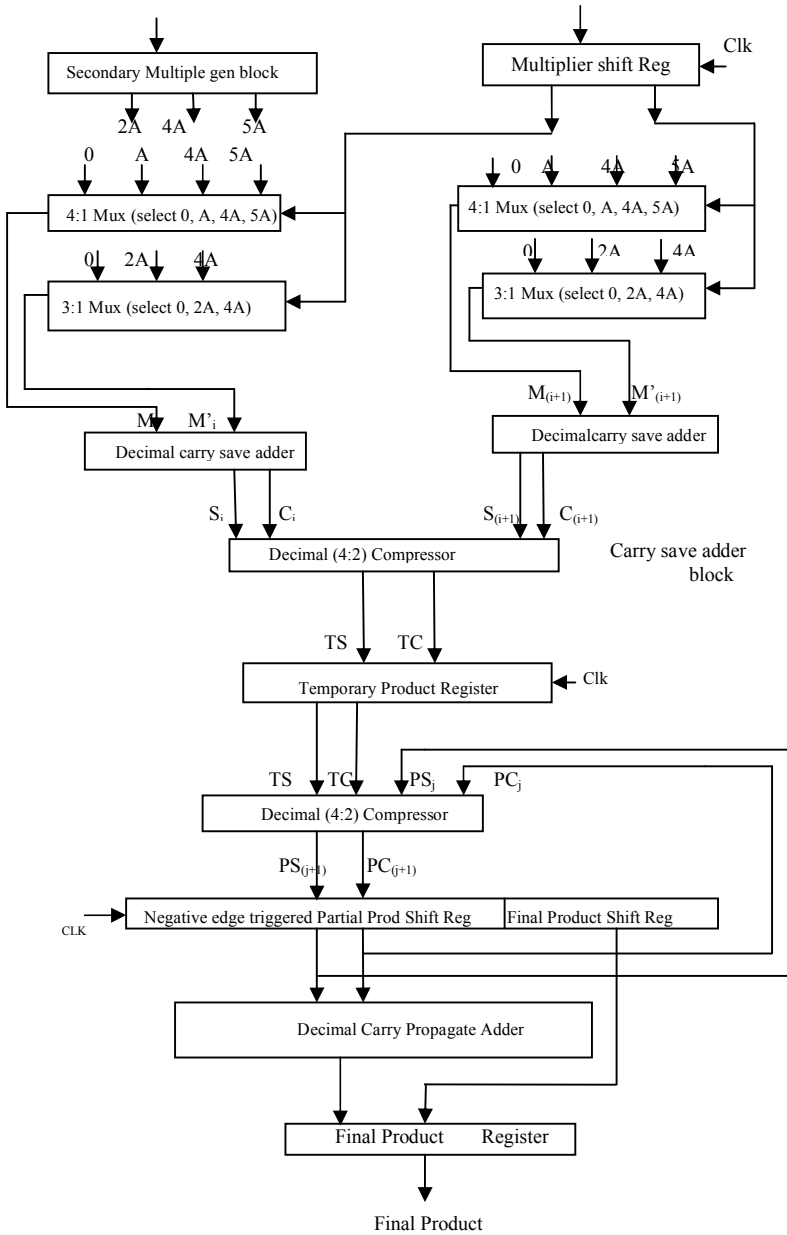 Secondary Multiple gen block
Multiplier shift Reg
Clk
2A 4A 5A
0 A 4A 5A
0 A 4A 5A
4:1 Mux (select 0, A, 4A, 5A)
4:1 Mux (select 0, A, 4A, 5A)
0 2A 4A
0 2A 4A
3:1 Mux (select 0, 2A, 4A)
3:1 Mux (select 0, 2A, 4A)
M(i+1) M’(i+1)
M M’i
Decimal carry save adder
Decimalcarry save adder
Si Ci
S(i+1) C(i+1)
Decimal (4:2) Compressor
Carry save adder
block
TS TC
Temporary Product Register
Clk
TS TC PSj PCj
Decimal (4:2) Compressor
PS(j+1) PC(j+1)
CLK
Negative edge triggered Partial Prod Shift Reg
Final Product Shift Reg
Decimal Carry Propagate Adder
Final Product Register
Final Product